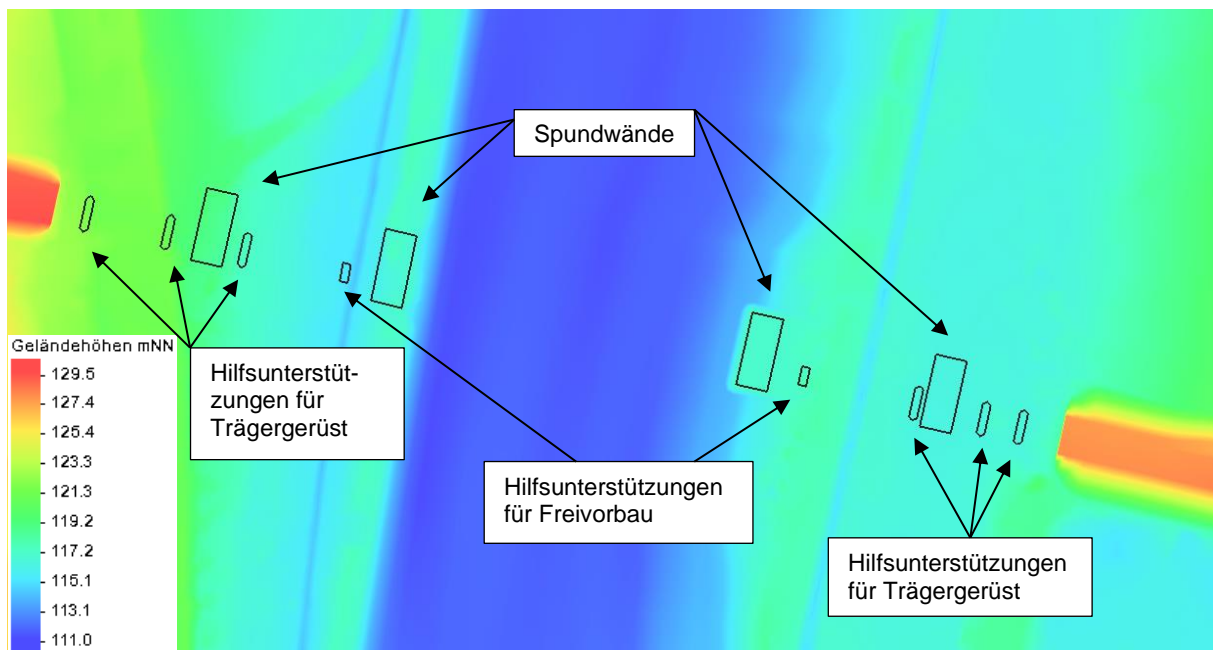 Spundwände
Geländehöhen mNN
129.5
127.4
125.4
123.3
121.3
119.2
117.2
115.1
113.1
111.0
Hilfsunterstüt-
zungen für
Trägergerüst
Hilfsunterstützungen
für Freivorbau
Hilfsunterstützungen
für Trägergerüst